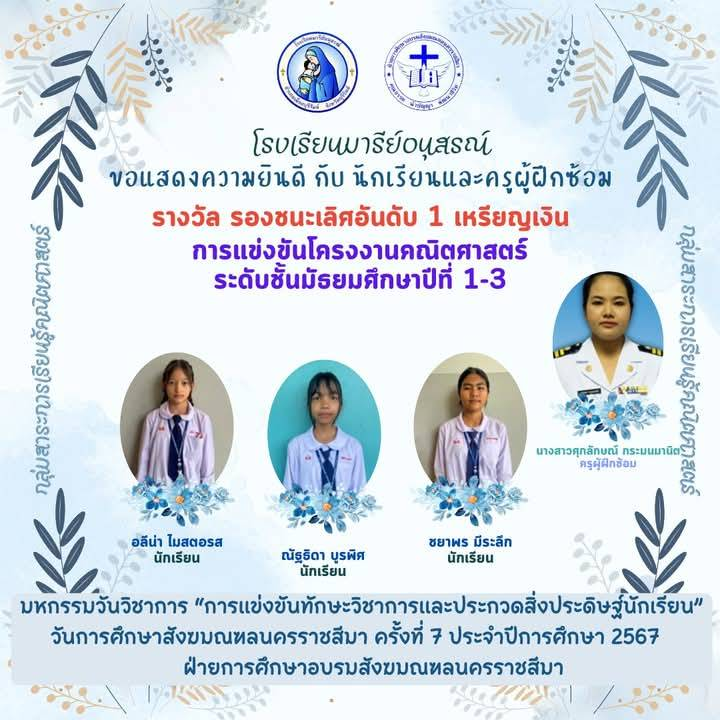 โรงเรียนมารีย์อนุสรณ์
ขอแสดงความยินดี กับ นักเรียนและครูผู้ฝึกซ้อม
รางวัล รองชนะเลิศอันดับ 1 เหรียญเงิน
การแข่งขันโครงงานคณิตศาสตร์
ระดับชั้นมัธยมศึกษาปีที่ 1-3
กลุ่มสาระการเรียนรู้คณิตศาสตร์
กลุ่มสาระการเรียนรู้คณิตศาสตร์
นางสาวศุภลักษณ์ กระมนมานิต
ครูผู้ฝึกซ้อม
อลีน่า ไมสตอรส
นักเรียน
ณัฐธิดา บูรพิศ
นักเรียน
ชยาพร มีระลึก
นักเรียน
มหกรรมวันวิชาการ “การแข่งขันทักษะวิชาการและประกวดสิ่งประดิษฐ์นักเรียน”
วันการศึกษาสังฆมณฑลนครราชสีมา ครั้งที่ 7 ประจำปีการศึกษา 2567
ฝ่ายการศึกษาอบรมสังฆมณฑลนครราชสีมา